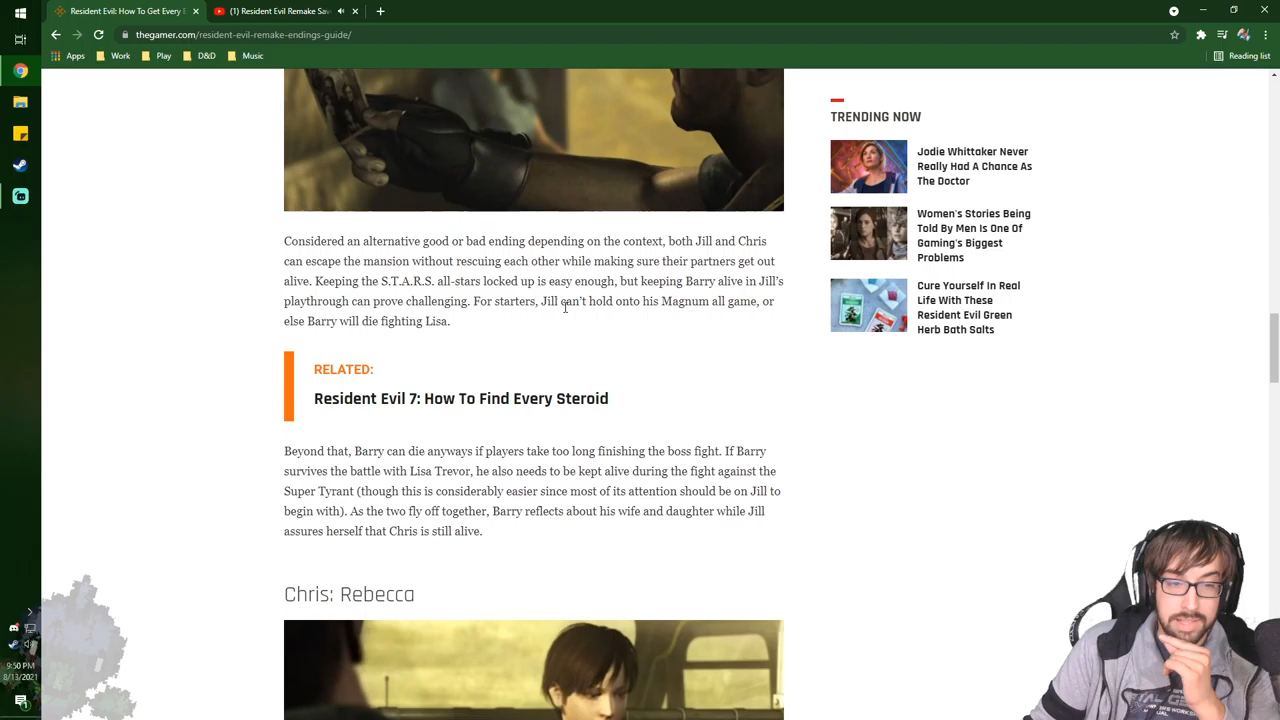 Resident Evil: How To Get Every E
(1) Resident Evil Remake Sav
thegamer.com/resident-evil-remake-endings-guide/
Apps
Work
Play
D&D
Music
Reading list
TRENDING NOW
Jodie Whittaker Never
Really Had A Chance As
The Doctor
Women's Stories Being
Told By Men Is One Of
Gaming's Biggest
Problems
Cure Yourself In Real
Life With These
Resident Evil Green
Herb Bath Salts
Considered an alternative good or bad ending depending on the context, both Jill and Chris
can escape the mansion without rescuing each other while making sure their partners get out
alive. Keeping the S.T.A.R.S. all-stars locked up is easy enough, but keeping Barry alive in Jill’s
playthrough can prove challenging. For starters, Jill can’t hold onto his Magnum all game, or
else Barry will die fighting Lisa.
RELATED:
Resident Evil 7: How To Find Every Steroid
Beyond that, Barry can die anyways if players take too long finishing the boss fight. If Barry
survives the battle with Lisa Trevor, he also needs to be kept alive during the fight against the
Super Tyrant (though this is considerably easier since most of its attention should be on Jill to
begin with). As the two fly off together, Barry reflects about his wife and daughter while Jill
assures herself that Chris is still alive.
Chris: Rebecca
9:50 PM
8/13/2021